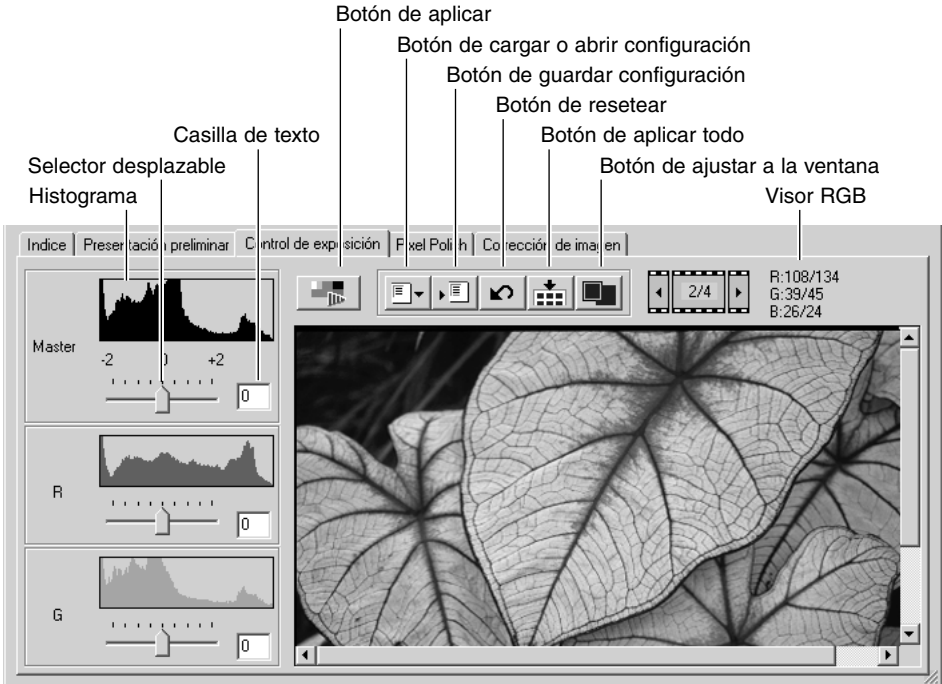 Botón de aplicar
Botón de cargar o abrir configuración
Botón de guardar configuración
Botón de resetear
Casilla de texto
Botón de aplicar todo
Selector desplazable
Botón de ajustar a la ventana
Histograma
Visor RGB
Indice
Presentación preliminar
Control de exposición
Pixel Polish
Corrección de imagen
2/4
R:108/134
G:39/45
B:26/24
Master
-2 0 +2
0
R
0
G
0